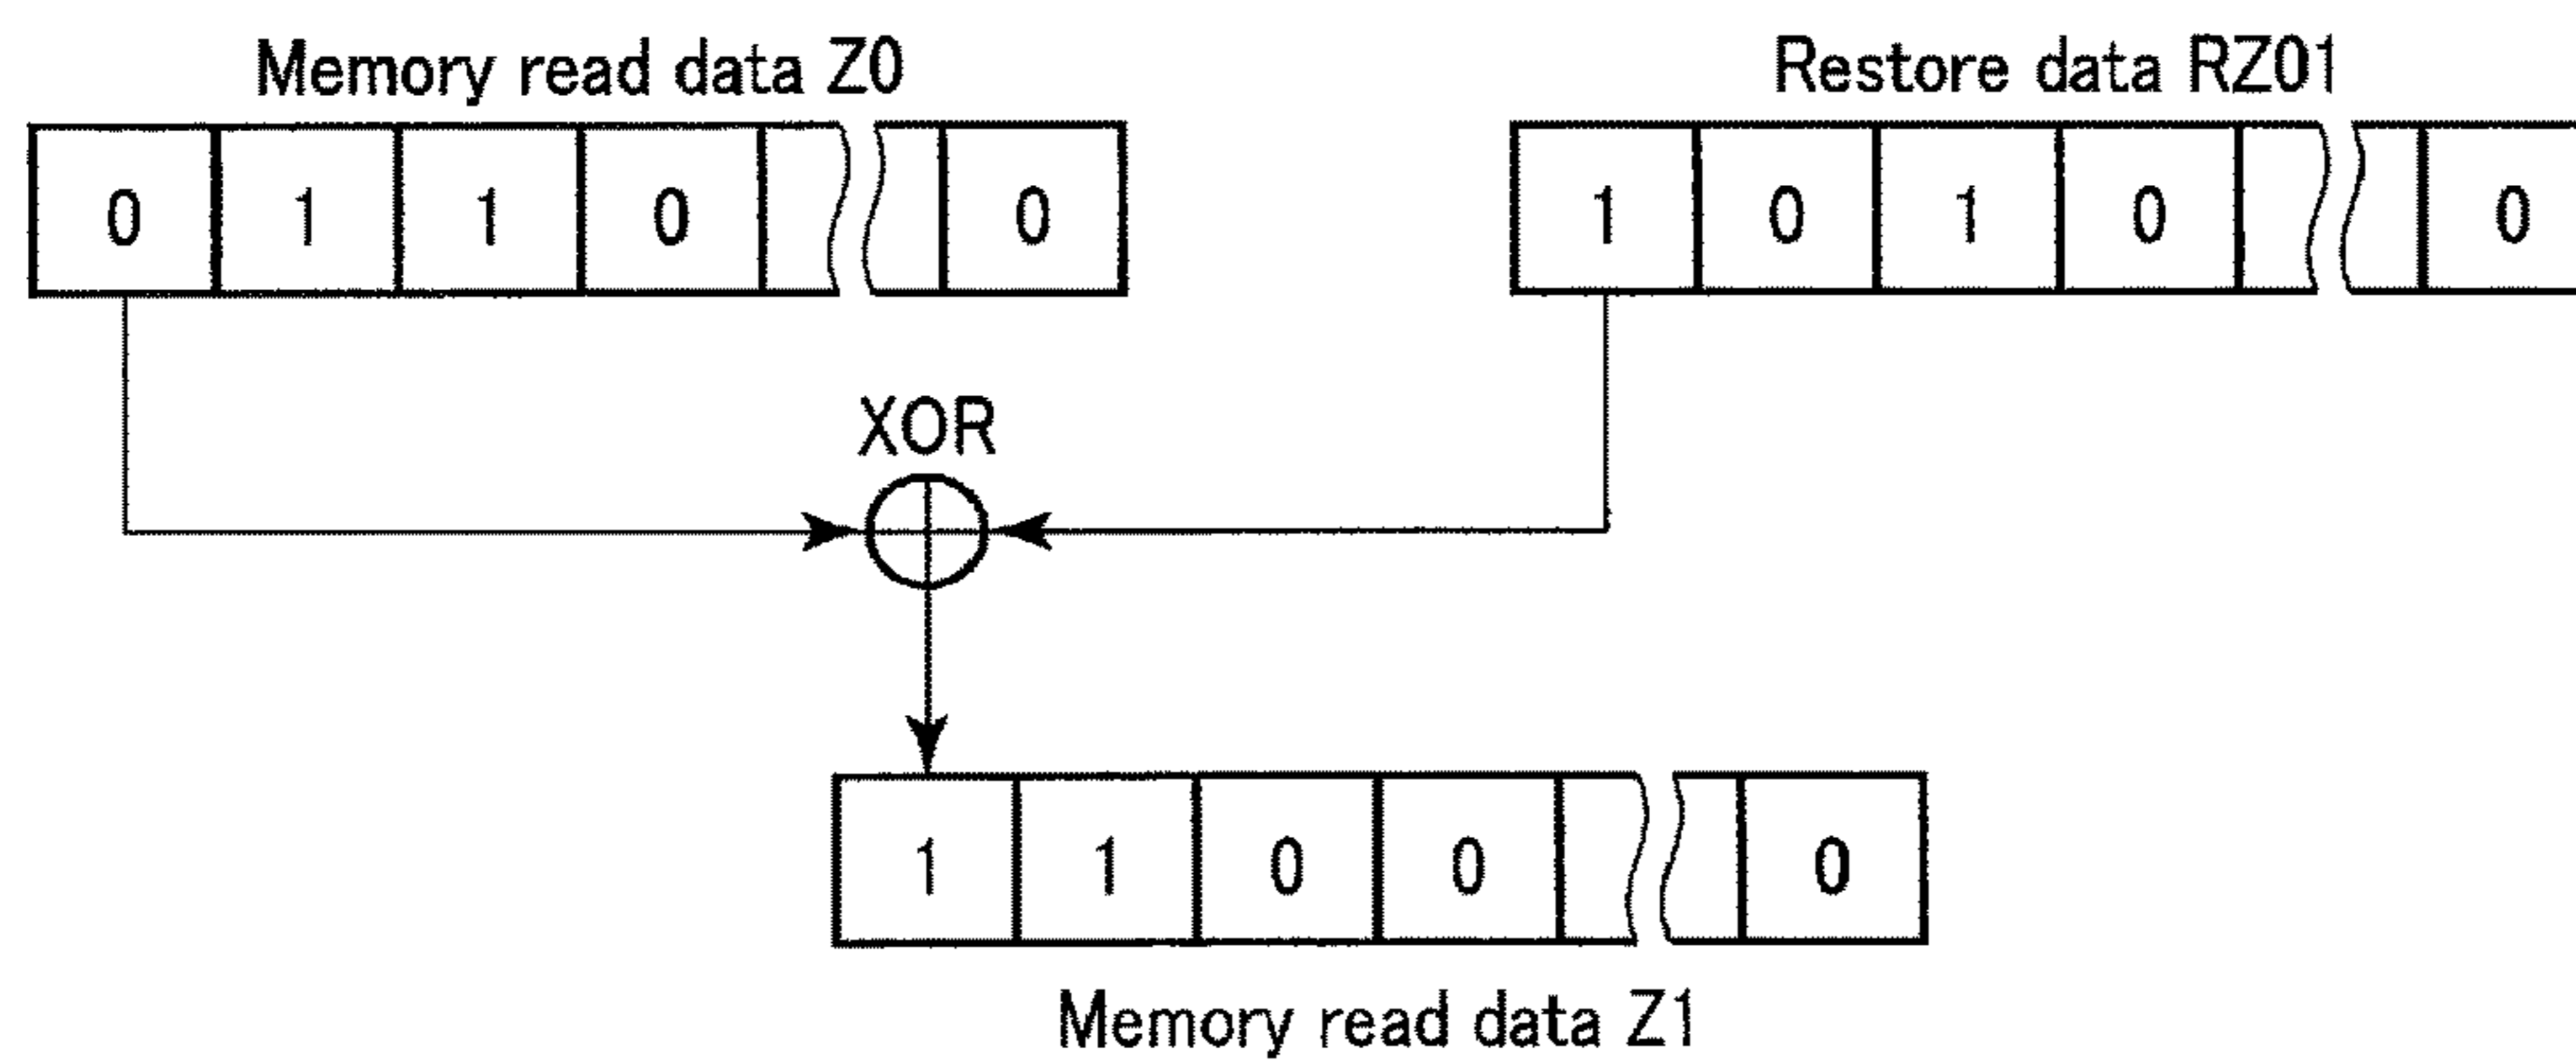 Memory read data Z0
Restore data RZ01
0 1 1 0 0
1 0 1 0 0
XOR
1 1 0 0 0
Memory read data Z1